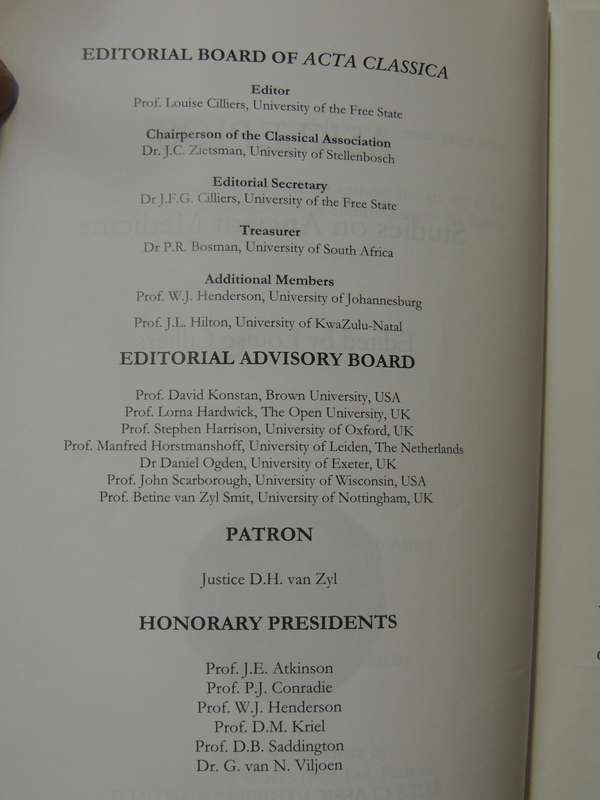 EDITORIAL BOARD OF ACTA CLASSICA
Editor
Prof. Louise Cilliers, University of the Free State
Chairperson of the Classical Association
Dr. J.C. Zietsman, University of Stellenbosch
Editorial Secretary
Dr J.F.G. Cilliers, University of the Free State
Treasurer
Dr P.R. Bosman, University of South Africa
Additional Members
Prof. W.J. Henderson, University of Johannesburg
Prof. J.L. Hilton, University of KwaZulu-Natal
EDITORIAL ADVISORY BOARD
Prof. David Konstan, Brown University, USA
Prof. Lorna Hardwick, The Open University, UK
Prof. Stephen Harrison, University of Oxford, UK
Prof. Manfred Horstmanshoff, University of Leiden, The Netherlands
Dr Daniel Ogden, University of Exeter, UK
Prof. John Scarborough, University of Wisconsin, USA
Prof. Betine van Zyl Smit, University of Nottingham, UK
PATRON
Justice D.H. van Zyl
HONORARY PRESIDENTS
Prof. J.E. Atkinson
Prof. P.J. Conradie
Prof. W.J. Henderson
Prof. D.M. Kriel
Prof. D.B. Saddington
Dr. G. van N. Viljoen